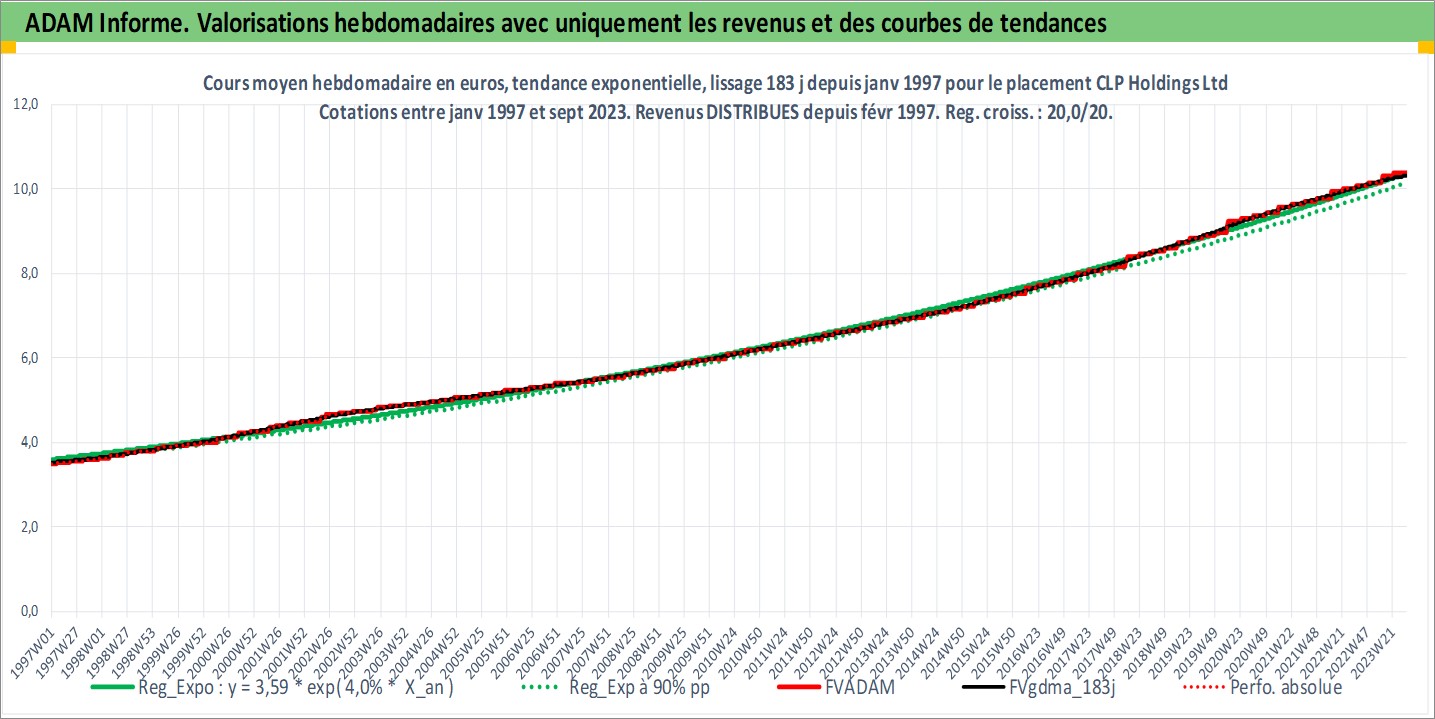 ADAM Informe. Valorisations hebdomadaires avec uniquement les revenus et des courbes de tendances
Cours moyen hebdomadaire en euros, tendance exponentielle, lissage 183 j depuis janv 1997 pour le placement CLP Holdings Ltd
Cotations entre janv 1997 et sept 2023. Revenus DISTRIBUES depuis févr 1997. Reg. croiss. : 20,0/20.
12,0
10,0
8,0
6,0
4,0
2,0
0,0
1997W01
1997W27
1998W01
1998W27
1998W53
1999W26
1999W52
2000W26
2000W52
2001W26
2001W52
2002W26
2002W52
2003W26
2003W52
2004W26
2004W52
2005W25
2005W51
2006W25
2006W51
2007W25
2007W51
2008W25
2008W51
2009W25
2009W51
2010W24
2010W50
2011W24
2011W50
2012W24
2012W50
2013W24
2013W50
2014W24
2014W50
2015W24
2015W50
2016W23
2016W49
2017W23
2017W49
2018W23
2018W49
2019W23
2019W49
2020W23
2020W49
2021W22
2021W48
2022W21
2022W47
2023W21
Reg_Expo : y = 3,59 * exp( 4,0% * X_an )
Reg_Exp à 90% pp
FVADAM
FVgdma_183j
Perfo. absolue